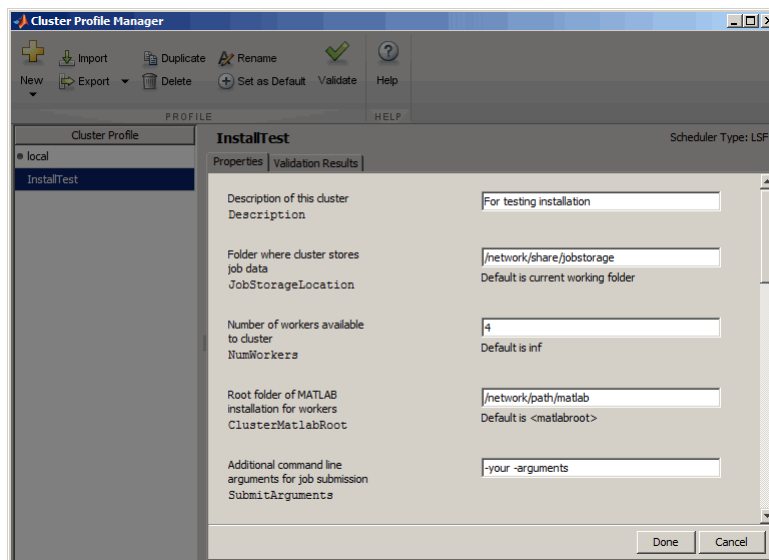 Cluster Profile Manager
New
Import
Export
Duplicate
Delete
Rename
Set as Default
Validate
Help
PROFILE
HELP
Cluster Profile
local
InstallTest
InstallTest
Scheduler Type: LSF
Properties
Validation Results
Description of this cluster
Description
For testing installation
Folder where cluster stores
job data
JobStorageLocation
/network/share/jobstorage
Default is current working folder
Number of workers available
to cluster
NumWorkers
4
Default is inf
Root folder of MATLAB
installation for workers
ClusterMatlabRoot
/network/path/matlab
Default is <matlabroot>
Additional command line
arguments for job submission
SubmitArguments
-your -arguments
Done
Cancel